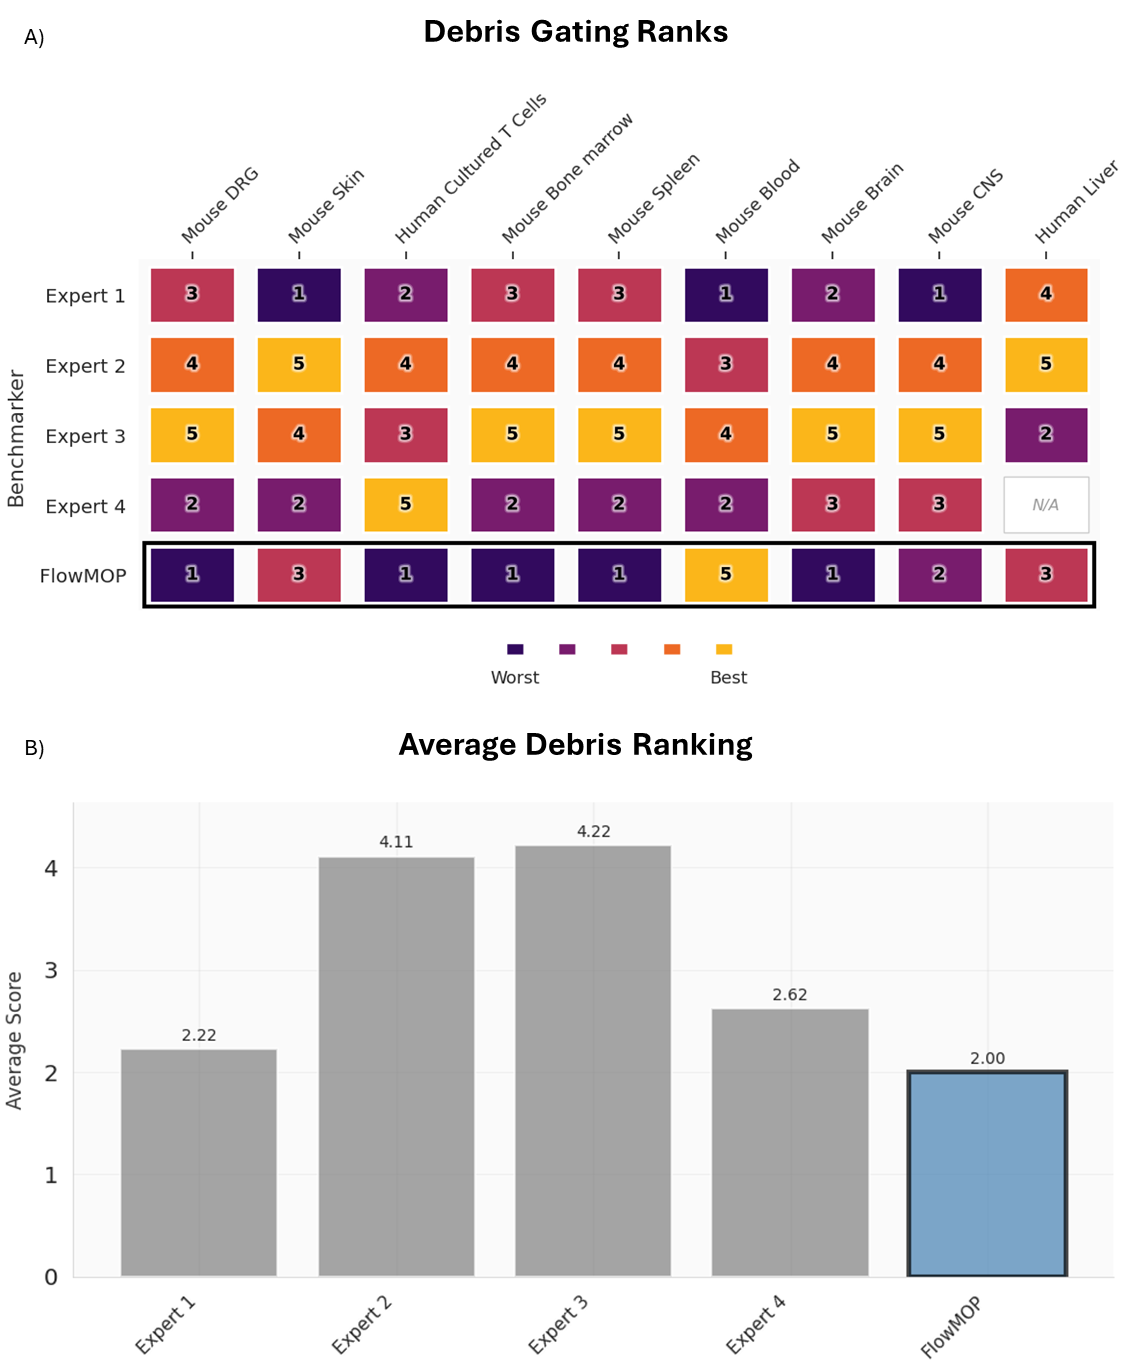 A)
Debris Gating Ranks
Mouse DRG
Mouse Skin
Human Cultured T Cells
Mouse Bone marrow
Mouse Spleen
Mouse Blood
Mouse Brain
Mouse CNS
Human Liver
Benchmarker
Expert 1 3 1 2 3 3 1 2 1 4
Expert 2 4 5 4 4 4 3 4 4 5
Expert 3 5 4 3 5 5 4 5 5 2
Expert 4 2 2 5 2 2 2 3 3 N/A
FlowMOP 1 3 1 1 1 5 1 2 3
Worst Best
B)
Average Debris Ranking
Average Score
4
3
2
1
0
2.22
4.11
4.22
2.62
2.00
Expert 1
Expert 2
Expert 3
Expert 4
FlowMOP